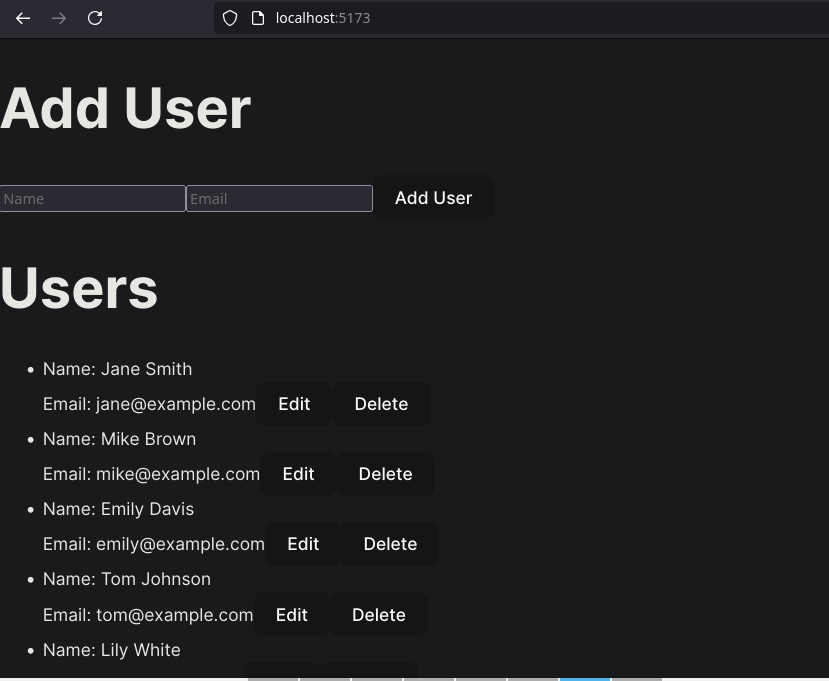 localhost:5173
Add User
Name Email Add User
Users
• Name: Jane Smith
Email: jane@example.com Edit Delete
• Name: Mike Brown
Email: mike@example.com Edit Delete
• Name: Emily Davis
Email: emily@example.com Edit Delete
• Name: Tom Johnson
Email: tom@example.com Edit Delete
• Name: Lily White